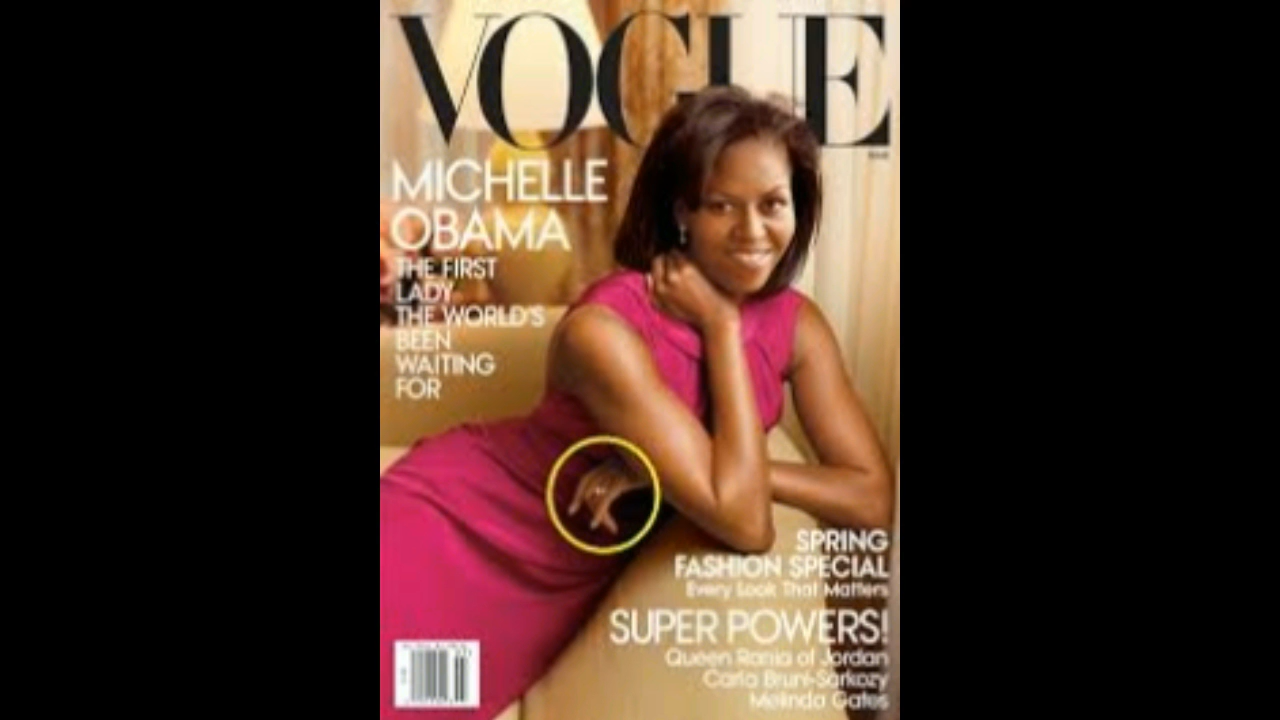 VOGUE
MICHELLE
OBAMA
THE FIRST
LADY
THE WORLD'S
BEEN
WAITING
FOR
SPRING
FASHION SPECIAL
Every Look That Matters
SUPER POWERS!
Queen Rania of Jordan
Carla Bruni-Sarkozy
Melinda Gates